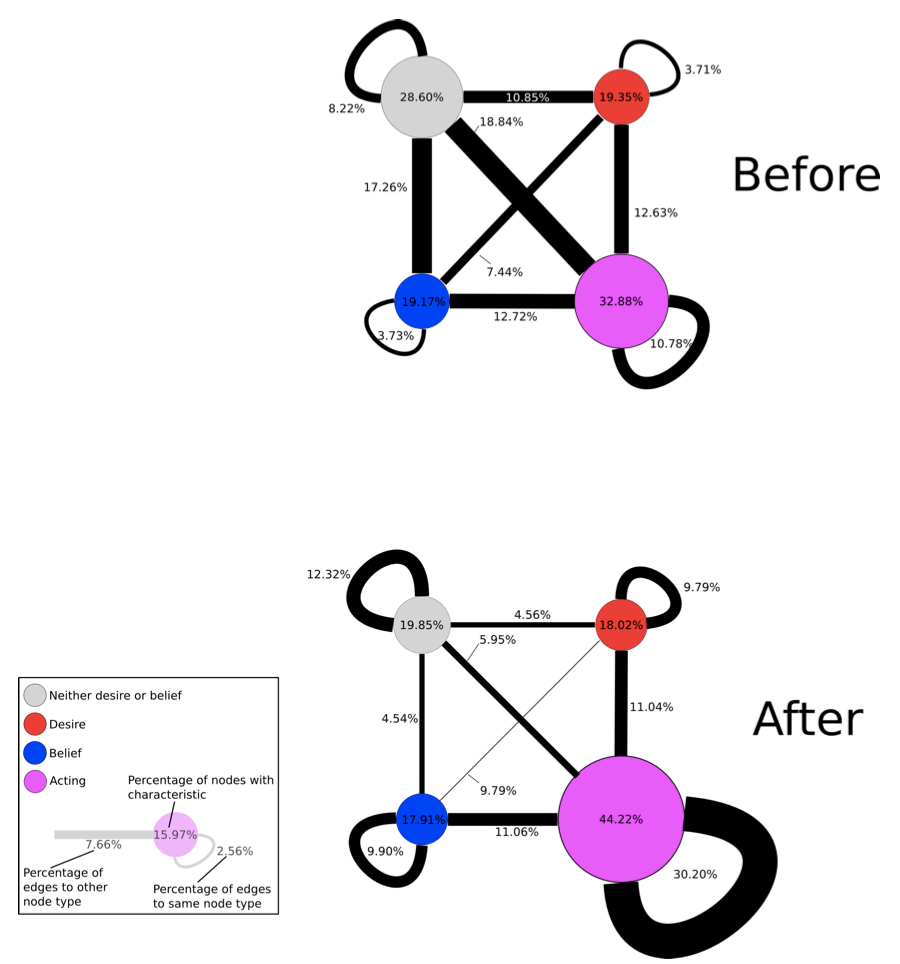 3.71%
28.60%
10.85%
19.35%
8.22%
18.84%
Before
17.26%
12.63%
7.44%
19.17%
32.88%
12.72%
3.73%
10.78%
12.32%
9.79%
4.56%
19.85%
18.02%
5.95%
4.54%
11.04%
After
9.79%
17.91%
44.22%
11.06%
9.90%
30.20%
Neither desire or belief
Desire
Belief
Acting
Percentage of nodes with
characteristic
15.97%
7.66%
2,56%
Percentage of
edges to other
node type
Percentage of edges
to same node type